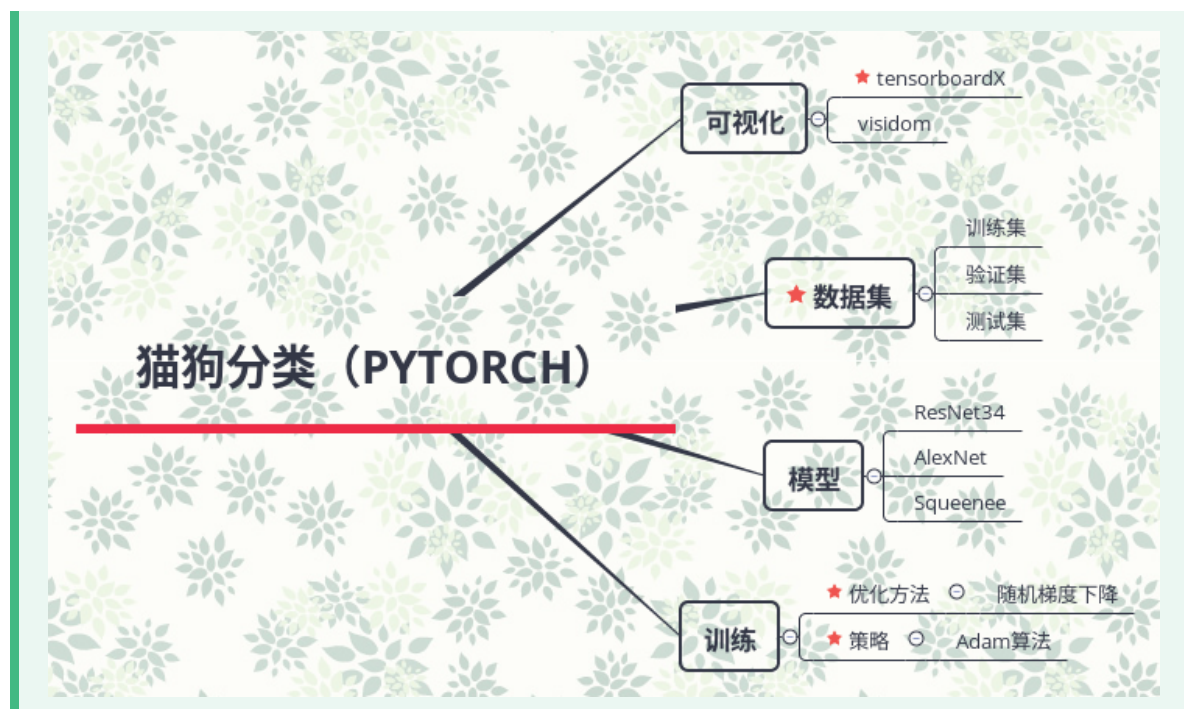 猫狗分类（PYTORCH）
可视化
tensorboardX
visidom
数据集
训练集
验证集
测试集
模型
ResNet34
AlexNet
Squeenee
训练
优化方法 随机梯度下降
策略 Adam算法